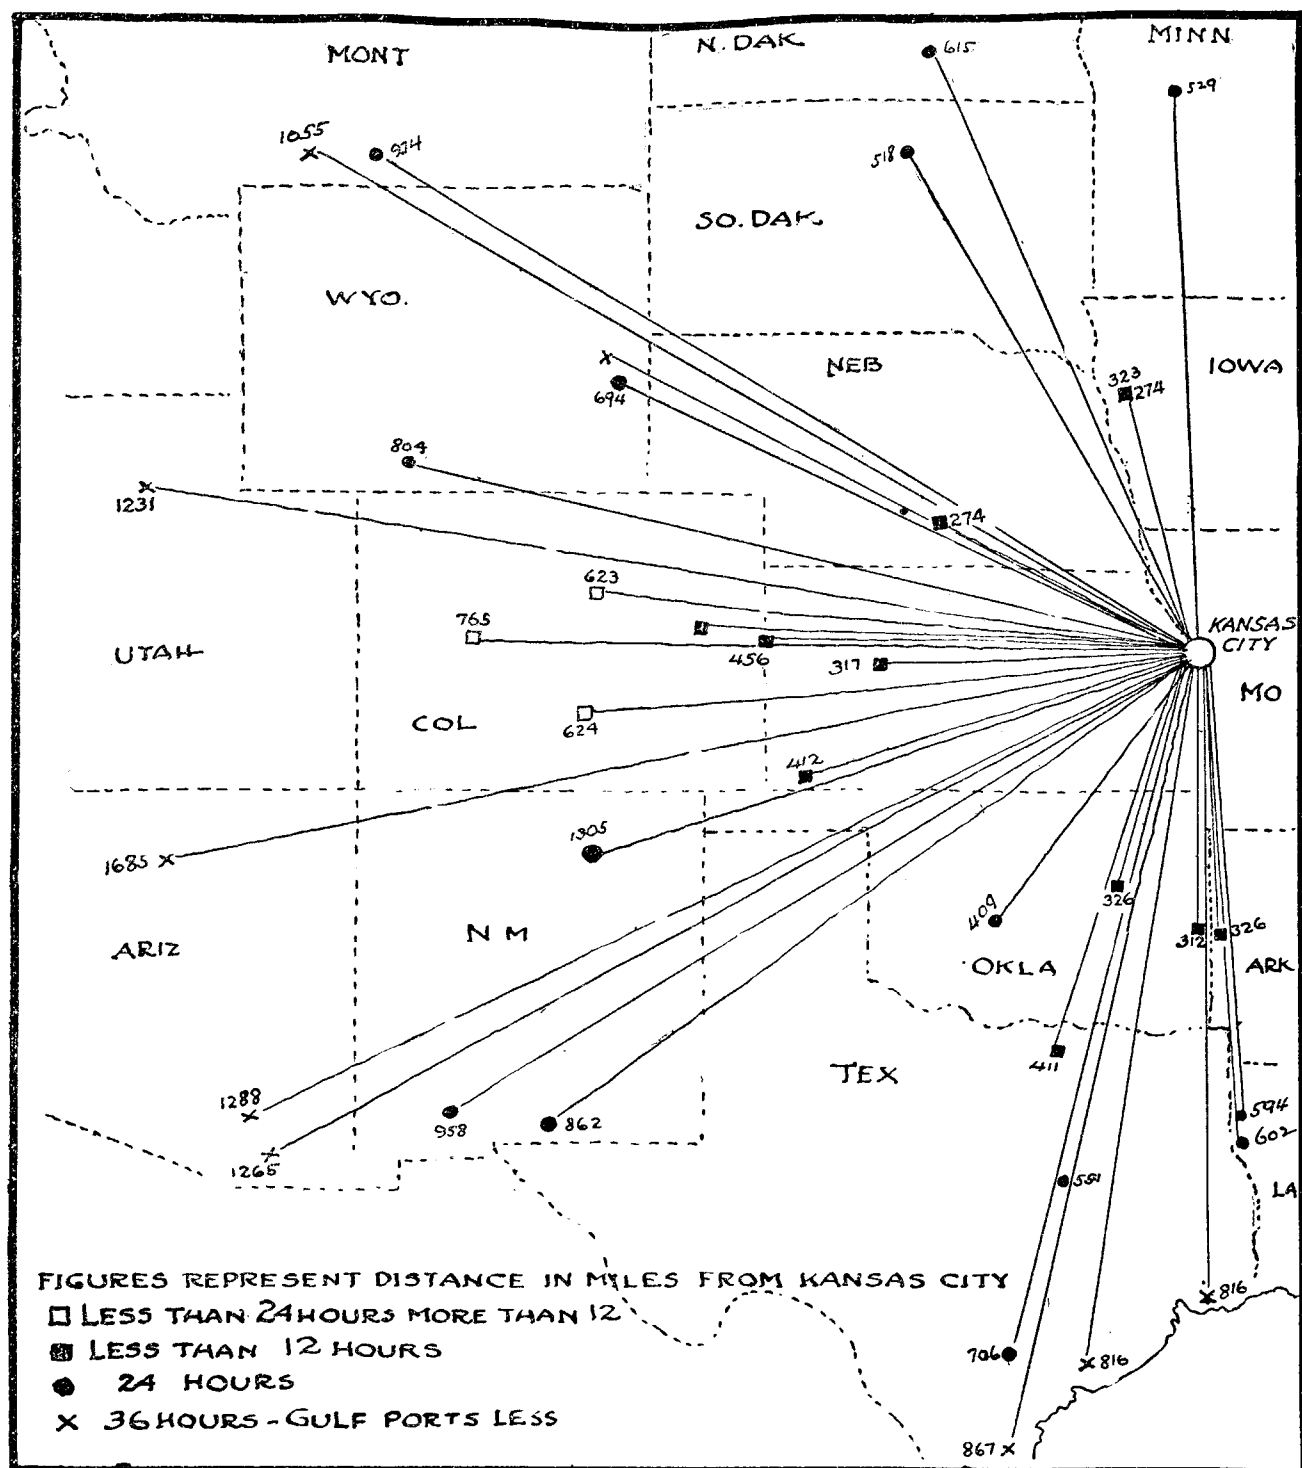 MONT
N. DAK
615
MINN
529
1055
934
518
SO. DAK.
WYO.
NEB
323
274
IOWA
694
804
1231
274
623
765
KANSAS
CITY
UTAH
456
317
MO
COL
624
412
1305
1685
409
326
N M
312
326
ARIZ
OKLA
ARK
TEX
411
1288
958
862
594
602
1265
551
LA
FIGURES REPRESENT DISTANCE IN MILES FROM KANSAS CITY
LESS THAN 24 HOURS MORE THAN 12
816
LESS THAN 12 HOURS
706
816
24 HOURS
36 HOURS - GULF PORTS LESS
867